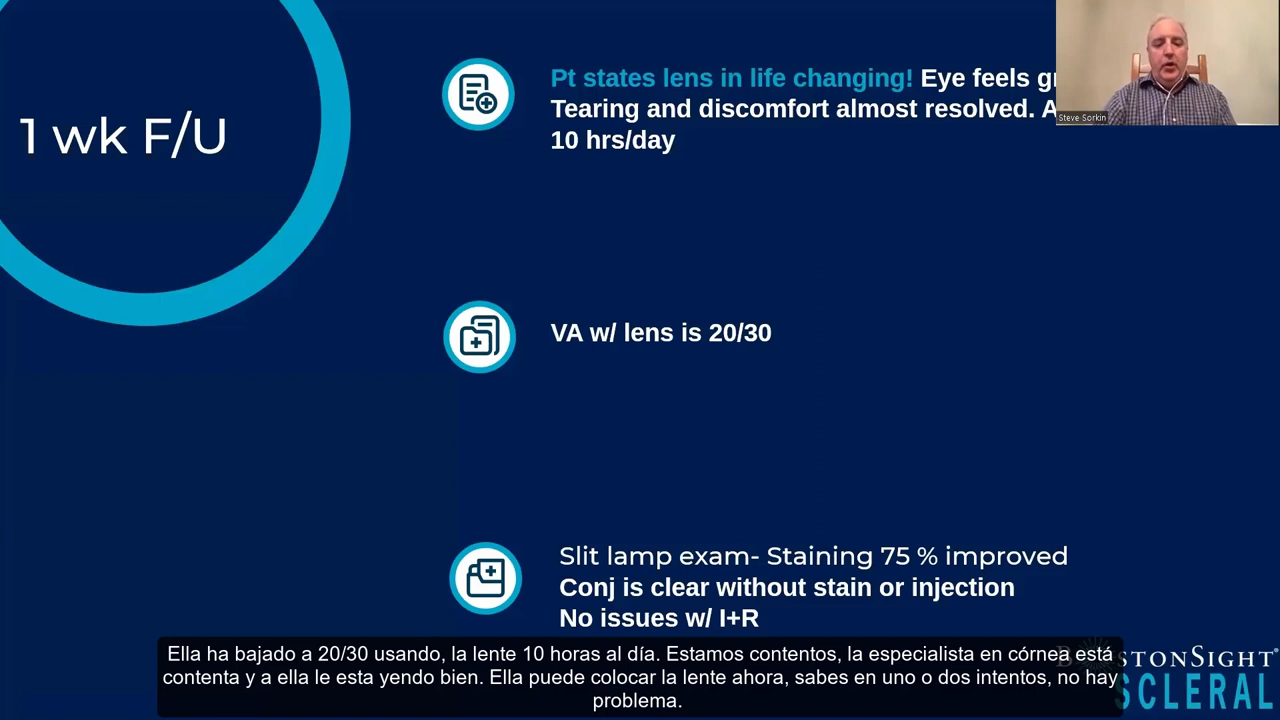 1 wk F/U
Pt states lens in life changing! Eye feels
Tearing and discomfort almost resolved.
10 hrs/day
VA w/ lens is 20/30
Slit lamp exam- Staining 75 % improved
Conj is clear without stain or injection
No issues w/ I+R
Steve Sorkin
Ella ha bajado a 20/30 usando, la lente 10 horas al día. Estamos contentos, la especialista en córnea está
contenta y a ella le esta yendo bien. Ella puede colocar la lente ahora, sabes en uno o dos intentos, no hay
problema.
BOSTONSIGHT®
SCLERAL